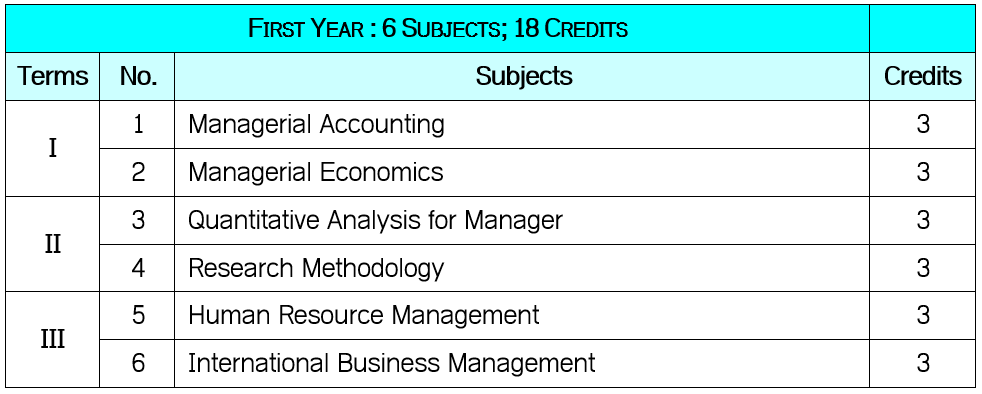 First Year : 6 Subjects; 18 Credits
Terms No. Subjects Credits
I
1 Managerial Accounting 3
2 Managerial Economics 3
II
3 Quantitative Analysis for Manager 3
4 Research Methodology 3
III
5 Human Resource Management 3
6 International Business Management 3